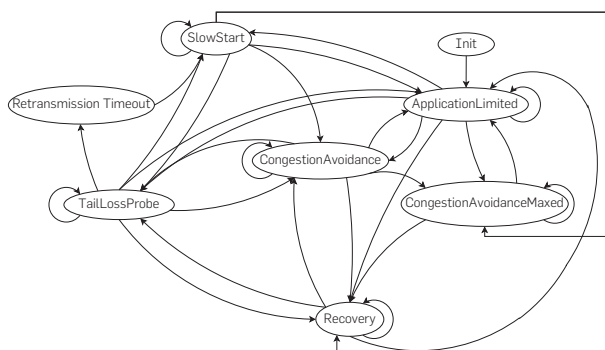 SlowStart
Init
Retransmission Timeout
ApplicationLimited
CongestionAvoidance
TailLossProbe
CongestionAvoidanceMaxed
Recovery